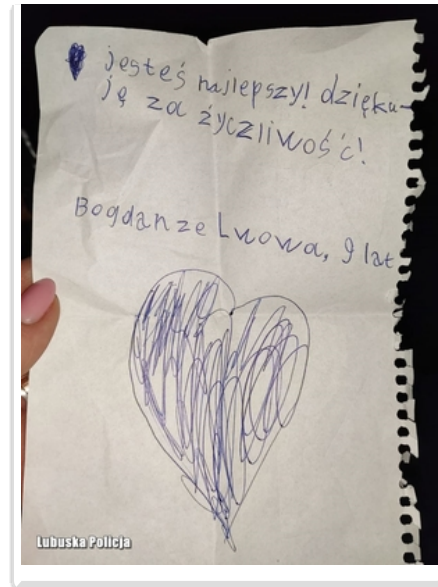 jesteś najlepszy! dzięku-
ję za życzliwość!
Bogdan ze Lwowa, 9 lat
Lubuska Policja